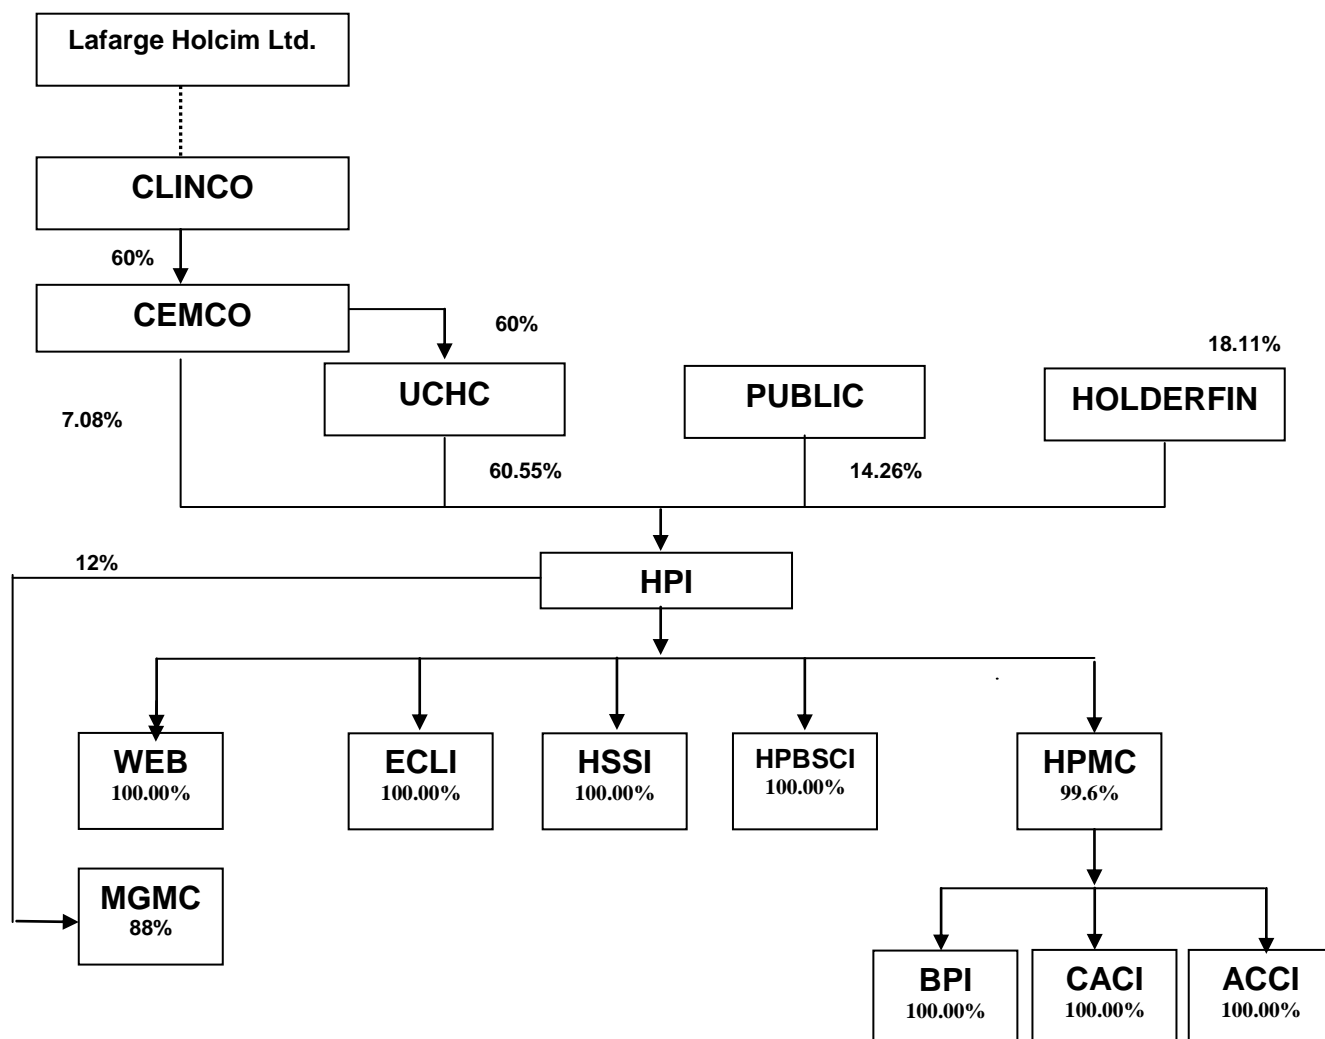 Lafarge Holcim Ltd.
CLINCO
60%
CEMCO
60%
18.11%
UCHC
PUBLIC
HOLDERFIN
7.08%
60.55%
14.26%
12%
HPI
WEB
100.00%
ECLI
100.00%
HSSI
100.00%
HPBSCI
100.00%
HPMC
99.6%
MGMC
88%
BPI
100.00%
CACI
100.00%
ACCI
100.00%